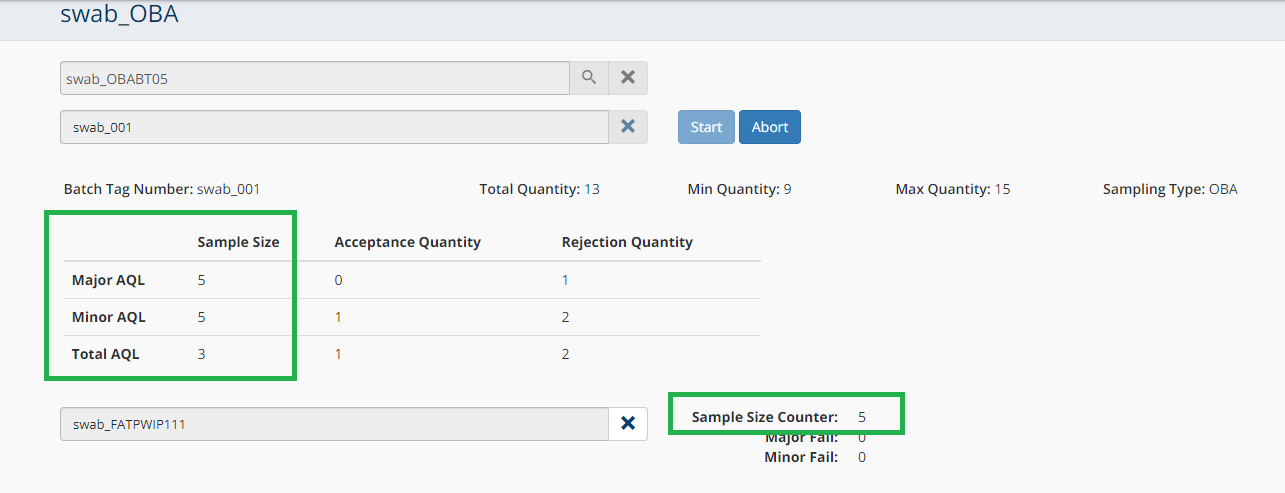 swab_OBA
swab_OBABT05
swab_001
Start
Abort
Batch Tag Number: swab_001 Total Quantity: 13 Min Quantity: 9 Max Quantity: 15 Sampling Type: OBA
Sample Size Acceptance Quantity Rejection Quantity
Major AQL 5 0 1
Minor AQL 5 1 2
Total AQL 3 1 2
swab_FATPWIP111
Sample Size Counter: 5
Major Fail: 0
Minor Fail: 0